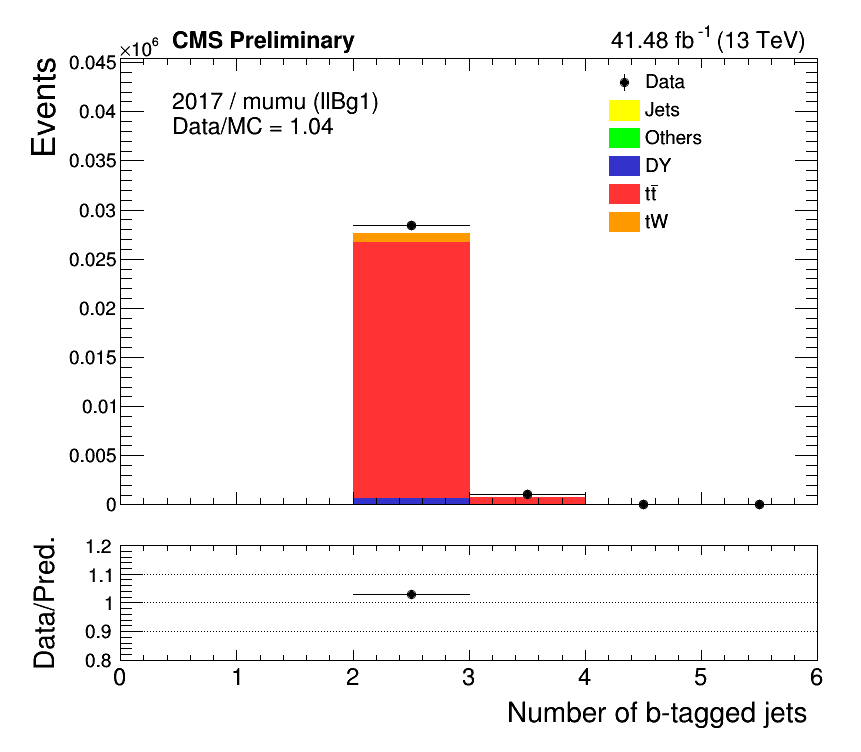 ×10⁶ CMS Preliminary 41.48 fb⁻¹ (13 TeV)
Events
0.045
0.04
0.035
0.03
0.025
0.02
0.015
0.01
0.005
0
2017 / mumu (llBg1)
Data/MC = 1.04
Data
Jets
Others
DY
tt̄
tW
Data/Pred.
1.2
1.1
1
0.9
0.8
0 1 2 3 4 5 6
Number of b-tagged jets